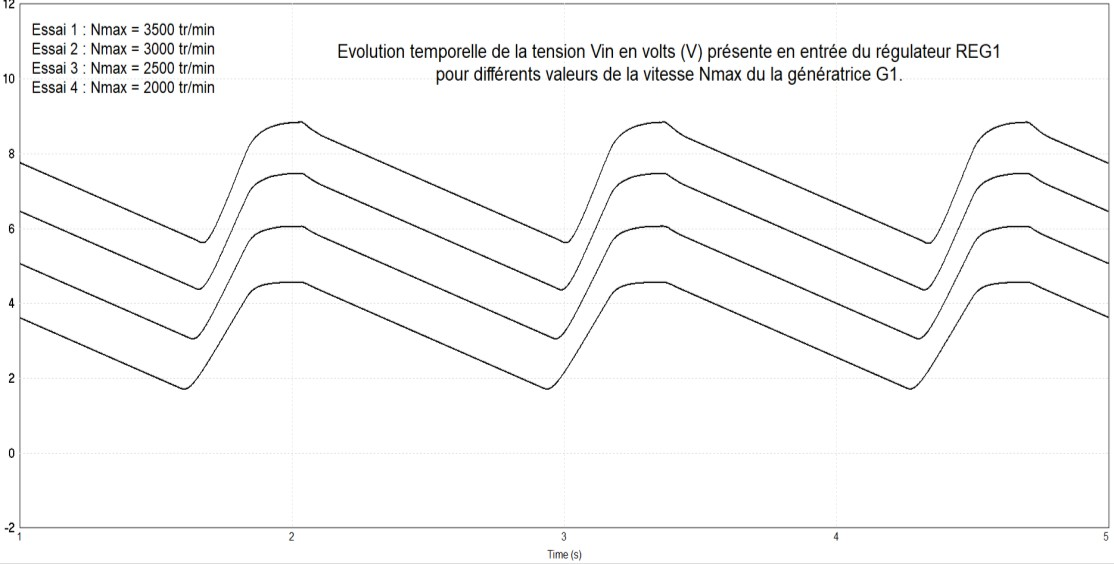 12
Essai 1 : Nmax = 3500 tr/min
Essai 2 : Nmax = 3000 tr/min
Essai 3 : Nmax = 2500 tr/min
Essai 4 : Nmax = 2000 tr/min
Evolution temporelle de la tension Vin en volts (V) présente en entrée du régulateur REG1
pour différents valeurs de la vitesse Nmax du la génératrice G1.
10
8
6
4
2
0
-2
1 2 3 4 5
Time (s)